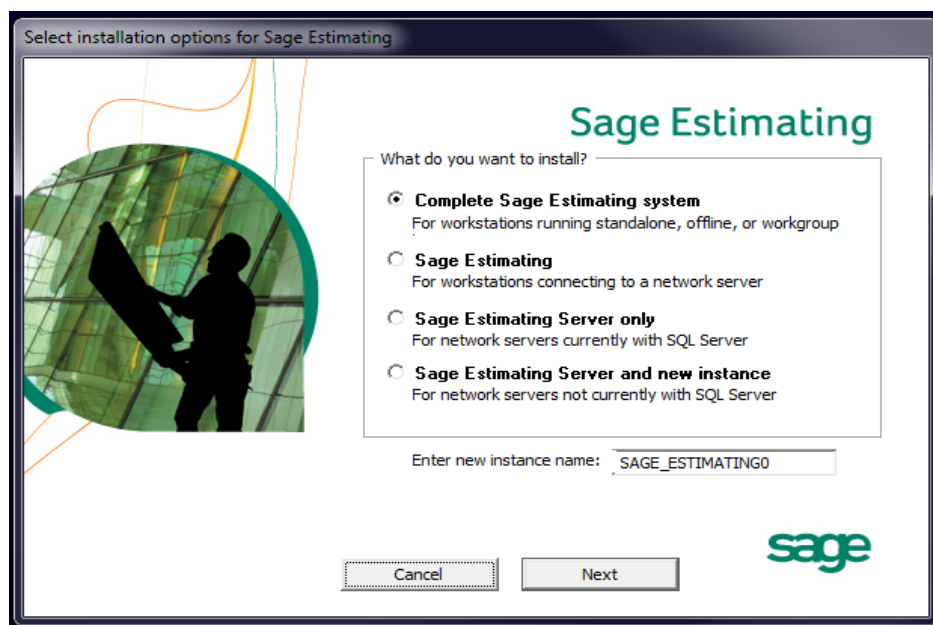 Select installation options for Sage Estimating
Sage Estimating
What do you want to install?
Complete Sage Estimating system
For workstations running standalone, offline, or workgroup
Sage Estimating
For workstations connecting to a network server
Sage Estimating Server only
For network servers currently with SQL Server
Sage Estimating Server and new instance
For network servers not currently with SQL Server
Enter new instance name: SAGE_ESTIMATING0
sage
Cancel Next